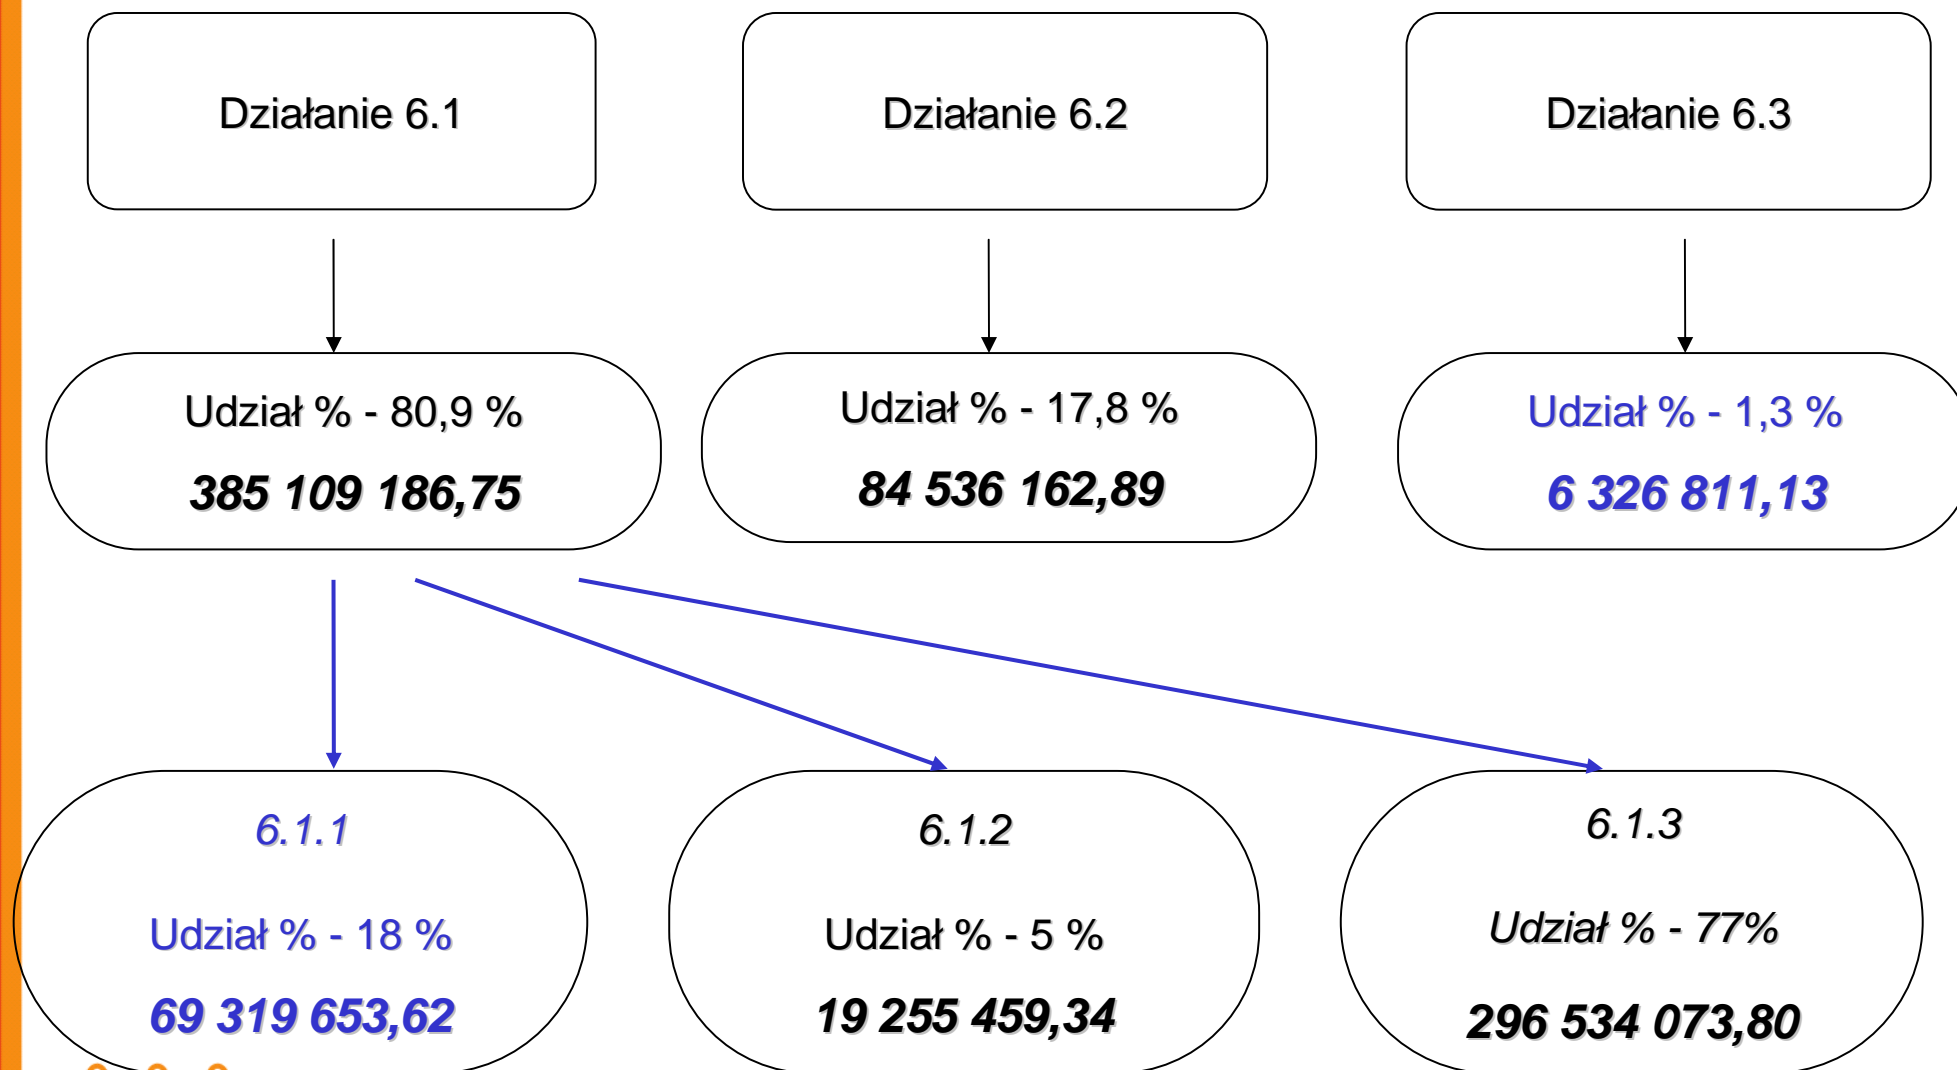 Działanie 6.1
Działanie 6.2
Działanie 6.3
Udział % - 80,9 %
385 109 186,75
Udział % - 17,8 %
84 536 162,89
Udział % - 1,3 %
6 326 811,13
6.1.1
Udział % - 18 %
69 319 653,62
6.1.2
Udział % - 5 %
19 255 459,34
6.1.3
Udział % - 77%
296 534 073,80